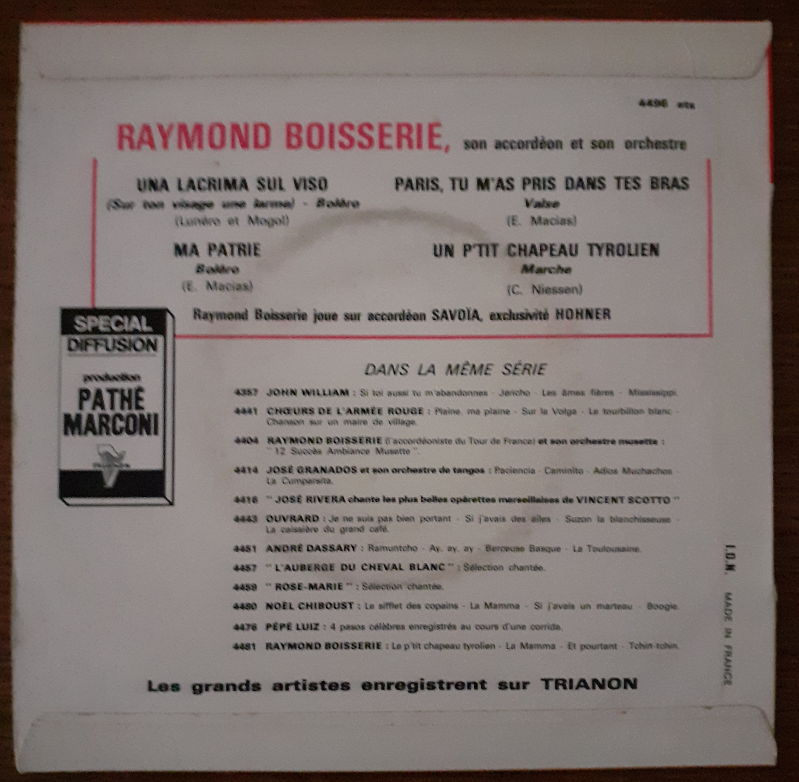 4496 ets
RAYMOND BOISSERIE, son accordéon et son orchestre
UNA LACRIMA SUL VISO
(Sur ton visage une larme) - Boléro
(Lunéro et Mogol)
PARIS, TU M'AS PRIS DANS TES BRAS
Valse
(E. Macias)
MA PATRIE
Boléro
(E. Macias)
UN P'TIT CHAPEAU TYROLIEN
Marche
(C. Niessen)
Raymond Boisserie joue sur accordéon SAVOÏA, exclusivité HOHNER
SPECIAL
DIFFUSION
production
PATHÉ
MARCONI
DANS LA MÊME SÉRIE
4357 JOHN WILLIAM : Si toi aussi tu m'abandonnes - Jericho - Les âmes fières - Mississippi.
4441 CHŒURS DE L'ARMÉE ROUGE : Plaine, ma plaine - Sur la Volga - Le tourbillon blanc -
Chanson sur un maire de village.
4404 RAYMOND BOISSERIE (l'accordéoniste du Tour de France) et son orchestre musette :
" 12 Succès Ambiance Musette ".
4414 JOSÉ GRANADOS et son orchestre de tangos : Paciencia - Caminito - Adios Muchachos -
La Cumparsita.
4416 " JOSÉ RIVERA chante les plus belles opérettes marseillaises de VINCENT SCOTTO "
4443 OUVRARD : Je ne suis pas bien portant - Si j'avais des ailes - Suzon la blanchisseuse -
La caissière du grand café.
4451 ANDRÉ DASSARY : Ramuntcho - Ay, ay, ay - Berceuse Basque - La Toulousaine.
4457 " L'AUBERGE DU CHEVAL BLANC " : Sélection chantée.
4459 " ROSE-MARIE " : Sélection chantée.
4480 NOËL CHIBOUST : Le sifflet des copains - La Mamma - Si j'avais un marteau - Boogie.
4476 PÉPÉ LUIZ : 4 pasos célèbres enregistrés au cours d'une corrida.
4481 RAYMOND BOISSERIE : Le p'tit chapeau tyrolien - La Mamma - Et pourtant - Tchin-tchin.
Les grands artistes enregistrent sur TRIANON
I.D.N. MADE IN FRANCE